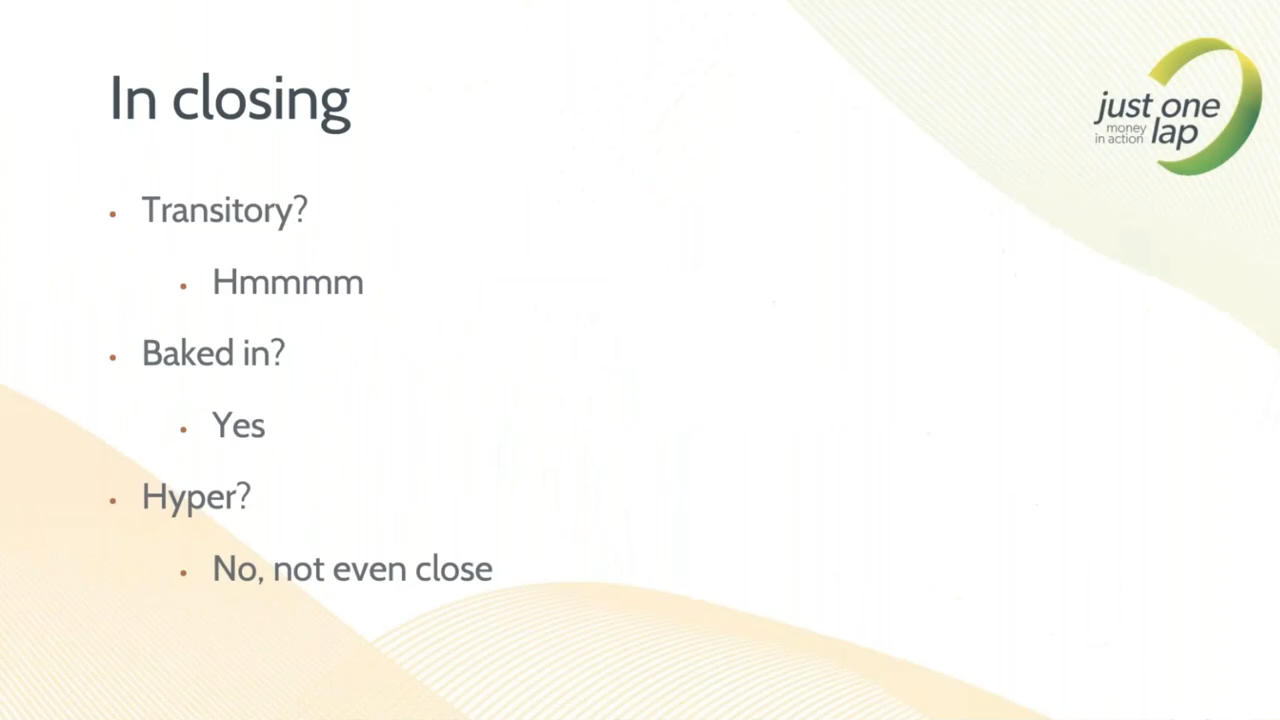 In closing
just one
money
in action lap
Transitory?
Hmmmm
Baked in?
Yes
Hyper?
No, not even close